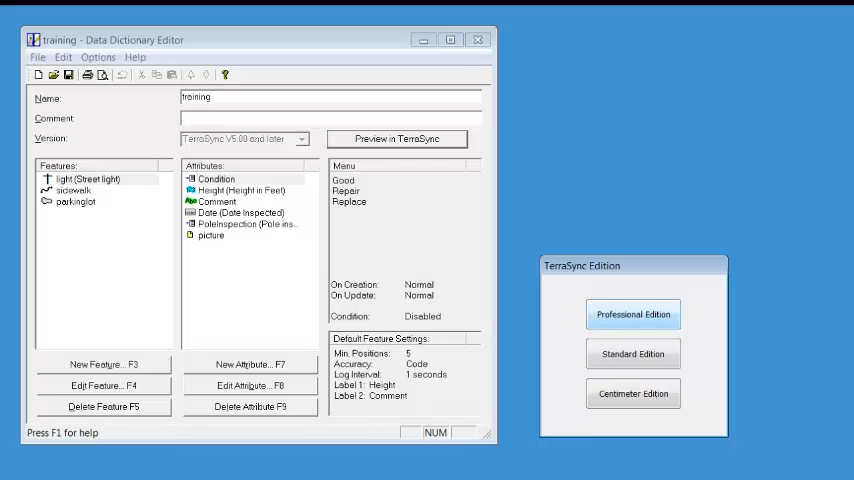 training - Data Dictionary Editor
File Edit Options Help
Name: training
Comment:
Version: TerraSync V5.00 and later Preview in TerraSync
Features:
light (Street light)
sidewalk
parkinglot
Attributes:
Condition
Height (Height in Feet)
Comment
Date (Date Inspected)
PoleInspection (Pole ins...
picture
Menu
Good
Repair
Replace
On Creation: Normal
On Update: Normal
Condition: Disabled
Default Feature Settings:
Min. Positions: 5
Accuracy: Code
Log Interval: 1 seconds
Label 1: Height
Label 2: Comment
New Feature... F3
Edit Feature... F4
Delete Feature F5
New Attribute... F7
Edit Attribute... F8
Delete Attribute F9
Press F1 for help
NUM
TerraSync Edition
Professional Edition
Standard Edition
Centimeter Edition